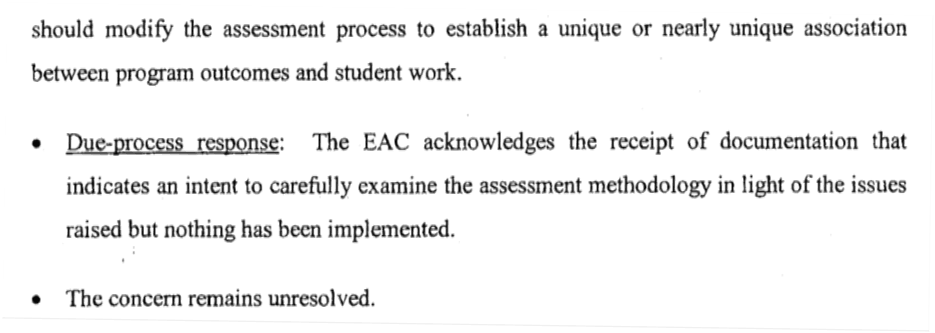 should modify the assessment process to establish a unique or nearly unique association
between program outcomes and student work.
• Due-process response: The EAC acknowledges the receipt of documentation that
indicates an intent to carefully examine the assessment methodology in light of the issues
raised but nothing has been implemented.
• The concern remains unresolved.